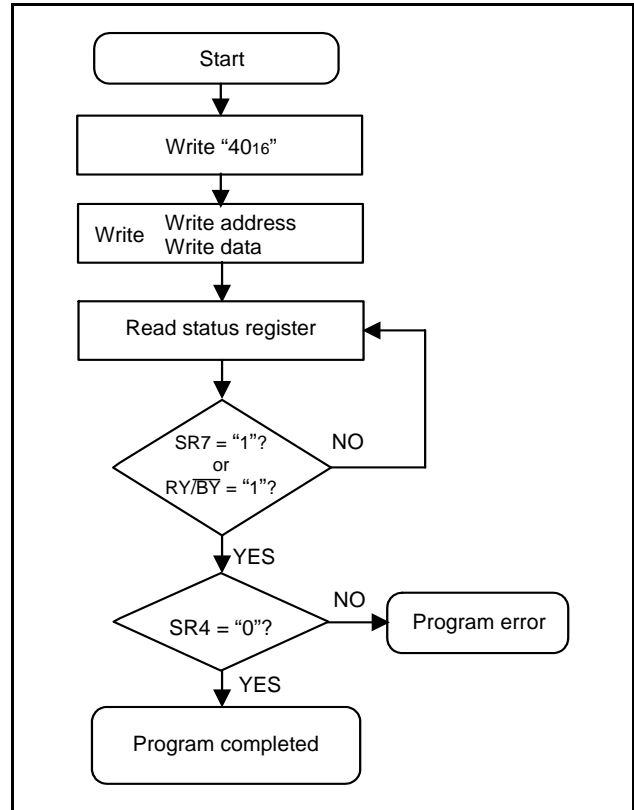 Start
Write “4016”
Write Write address
Write data
Read status register
SR7 = “1”?
or
RY/B̅Y̅ = “1”?
NO
YES
SR4 = “0”?
NO
Program error
YES
Program completed